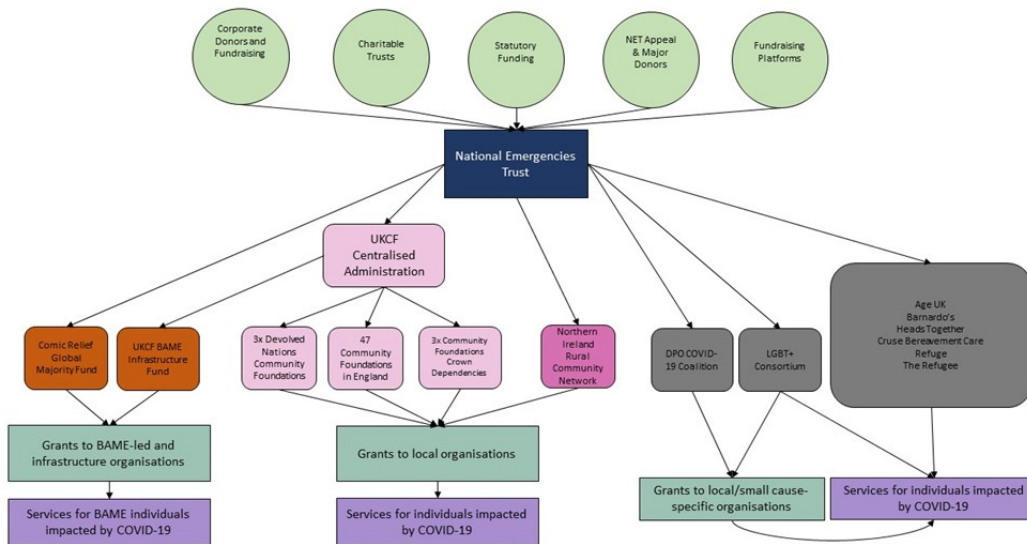 Corporate
Donors and
Fundraising
Charitable
Trusts
Statutory
Funding
NET Appeal
& Major
Donors
Fundraising
Platforms
National Emergencies
Trust
UKCF
Centralised
Administration
Comic Relief
Global
Majority Fund
UKCF BAME
Infrastructure
Fund
3x Devolved
Nations
Community
Foundations
47
Community
Foundations
in England
3x Community
Foundations
Crown
Dependencies
Northern
Ireland
Rural
Community
Network
DPO COVID-
19 Coalition
LGBT+
Consortium
Age UK
Barnardo's
Heads Together
Cruse Bereavement Care
Refuge
The Refugee
Grants to BAME-led and
infrastructure organisations
Grants to local organisations
Grants to local/small cause-
specific organisations
Services for individuals impacted
by COVID-19
Services for BAME individuals
impacted by COVID-19
Services for individuals impacted
by COVID-19